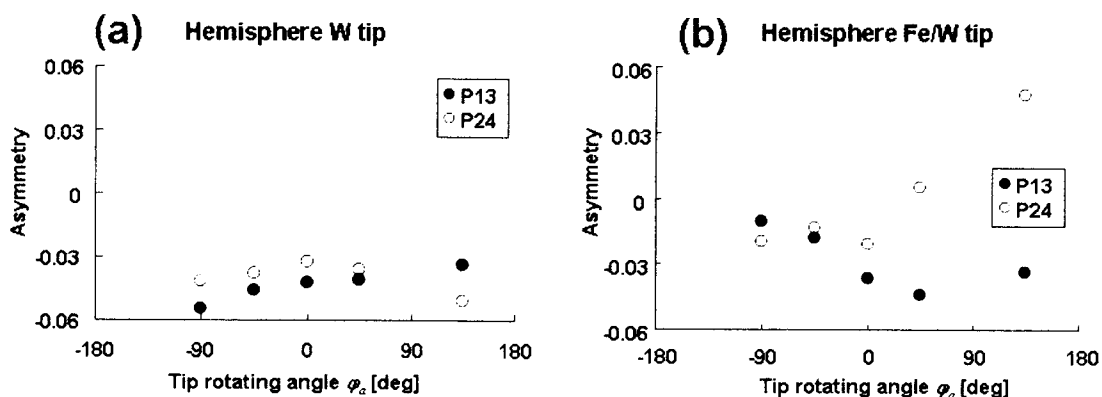 (a) Hemisphere W tip
0.06
0.03
0
-0.03
-0.06
Asymmetry
P13
P24
-180 -90 0 90 180
Tip rotating angle φa [deg]
(b) Hemisphere Fe/W tip
0.06
0.03
0
-0.03
-0.06
Asymmetry
P13
P24
-180 -90 0 90 180
Tip rotating angle φa [deg]